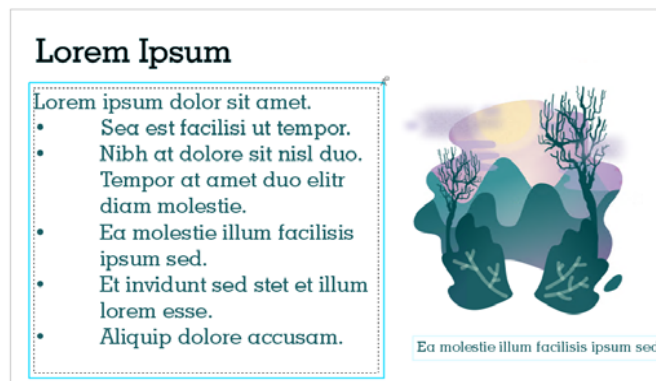 Lorem Ipsum
Lorem ipsum dolor sit amet.
• Sea est facilisi ut tempor.
• Nibh at dolore sit nisl duo.
Tempor at amet duo elitr
diam molestie.
• Ea molestie illum facilisis
ipsum sed.
• Et invidunt sed stet et illum
lorem esse.
• Aliquip dolore accusam.
Ea molestie illum facilisis ipsum sed